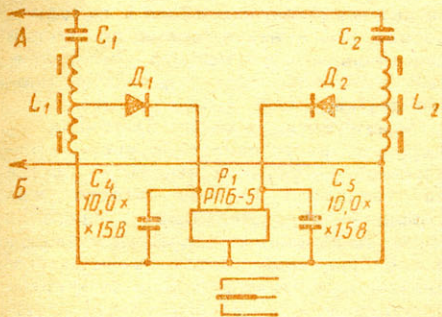 А
C₁
C₂
Д₁
Д₂
L₁
L₂
Б
C₄
10,0×
×15В
P₁
РПБ-5
C₅
10,0×
×15В